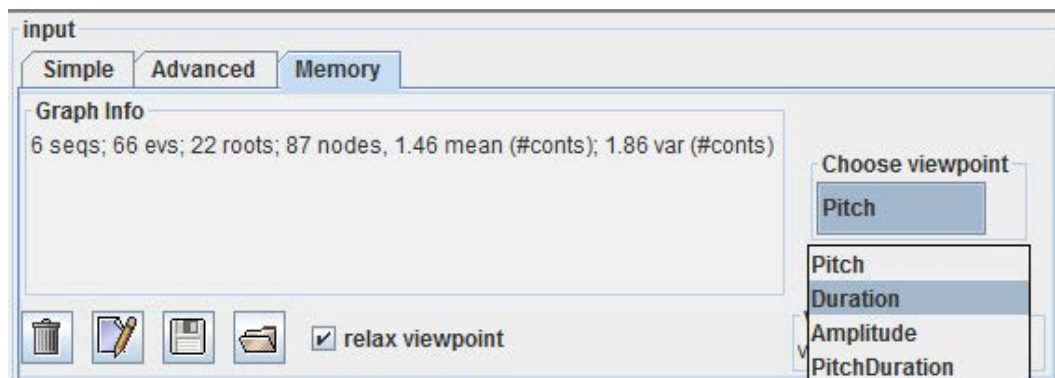 input
Simple Advanced Memory
Graph Info
6 seqs; 66 evs; 22 roots; 87 nodes, 1.46 mean (#conts); 1.86 var (#conts)
Choose viewpoint
Pitch
Pitch
Duration
Amplitude
PitchDuration
relax viewpoint